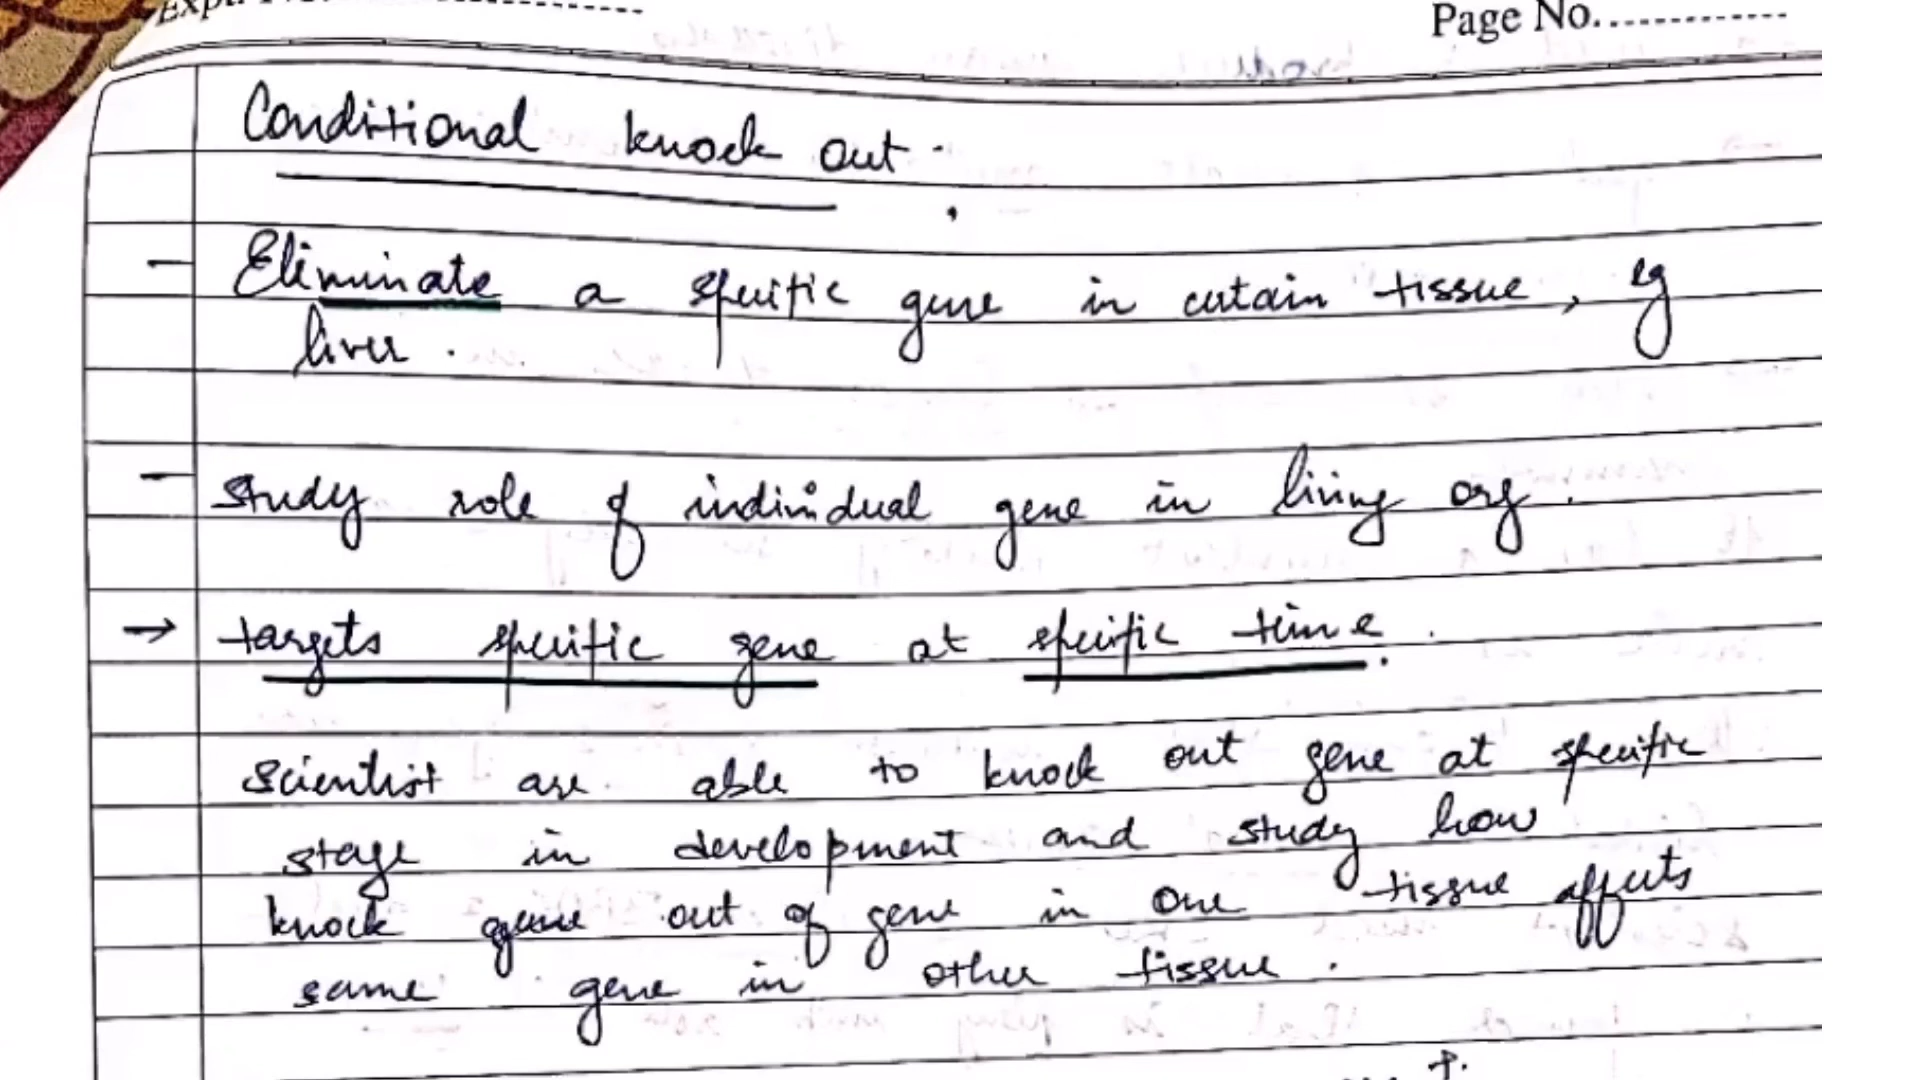 Expt. No.
Page No.
Conditional knock out.
- Eliminate a specific gene in certain tissue, eg
liver.
- Study role of individual gene in living org.
→ targets specific gene at specific time.
Scientist are able to knock out gene at specific
stage in development and study how
knock gene out of gene in one tissue affects
same gene in other tissue.